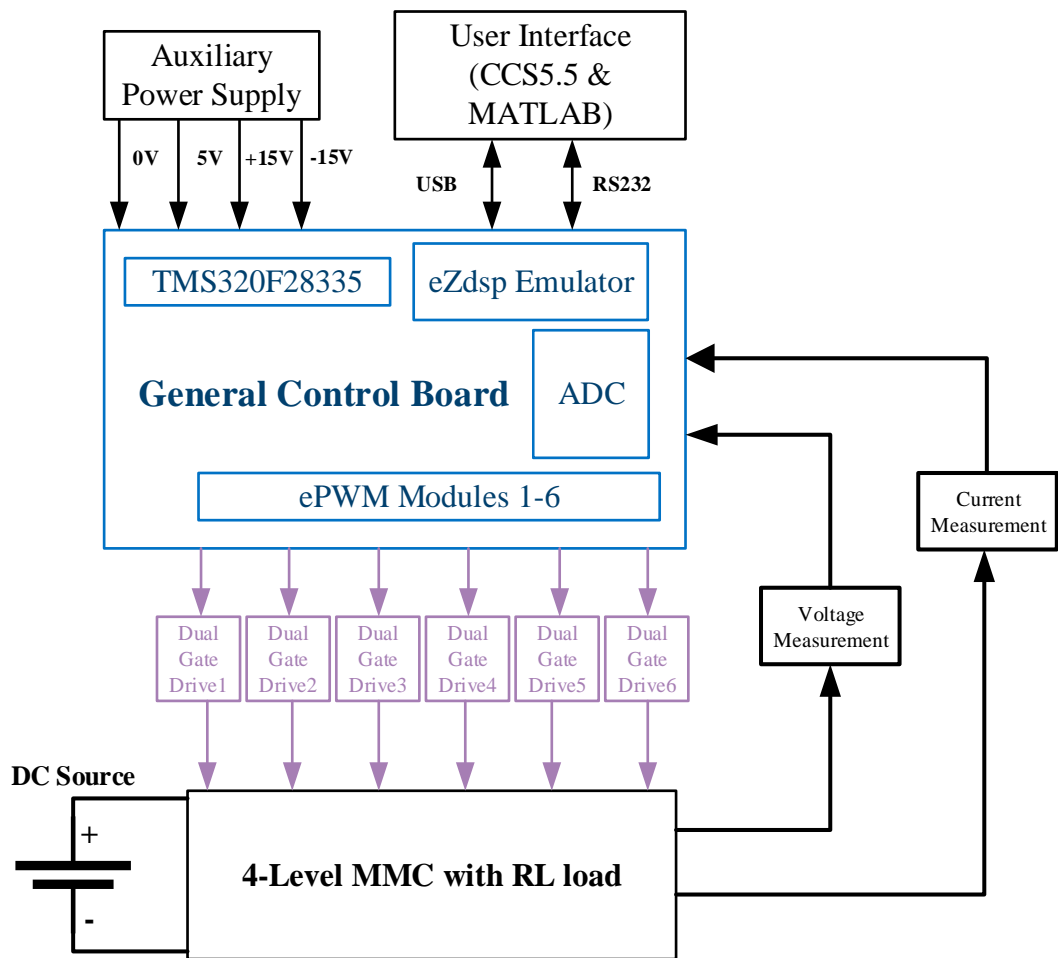 Auxiliary
Power Supply
User Interface
(CCS5.5 &
MATLAB)
0V
5V
+15V
-15V
USB
RS232
TMS320F28335
eZdsp Emulator
General Control Board
ADC
ePWM Modules 1-6
Current
Measurement
Voltage
Measurement
Dual
Gate
Drive1
Dual
Gate
Drive2
Dual
Gate
Drive3
Dual
Gate
Drive4
Dual
Gate
Drive5
Dual
Gate
Drive6
DC Source
+
-
4-Level MMC with RL load